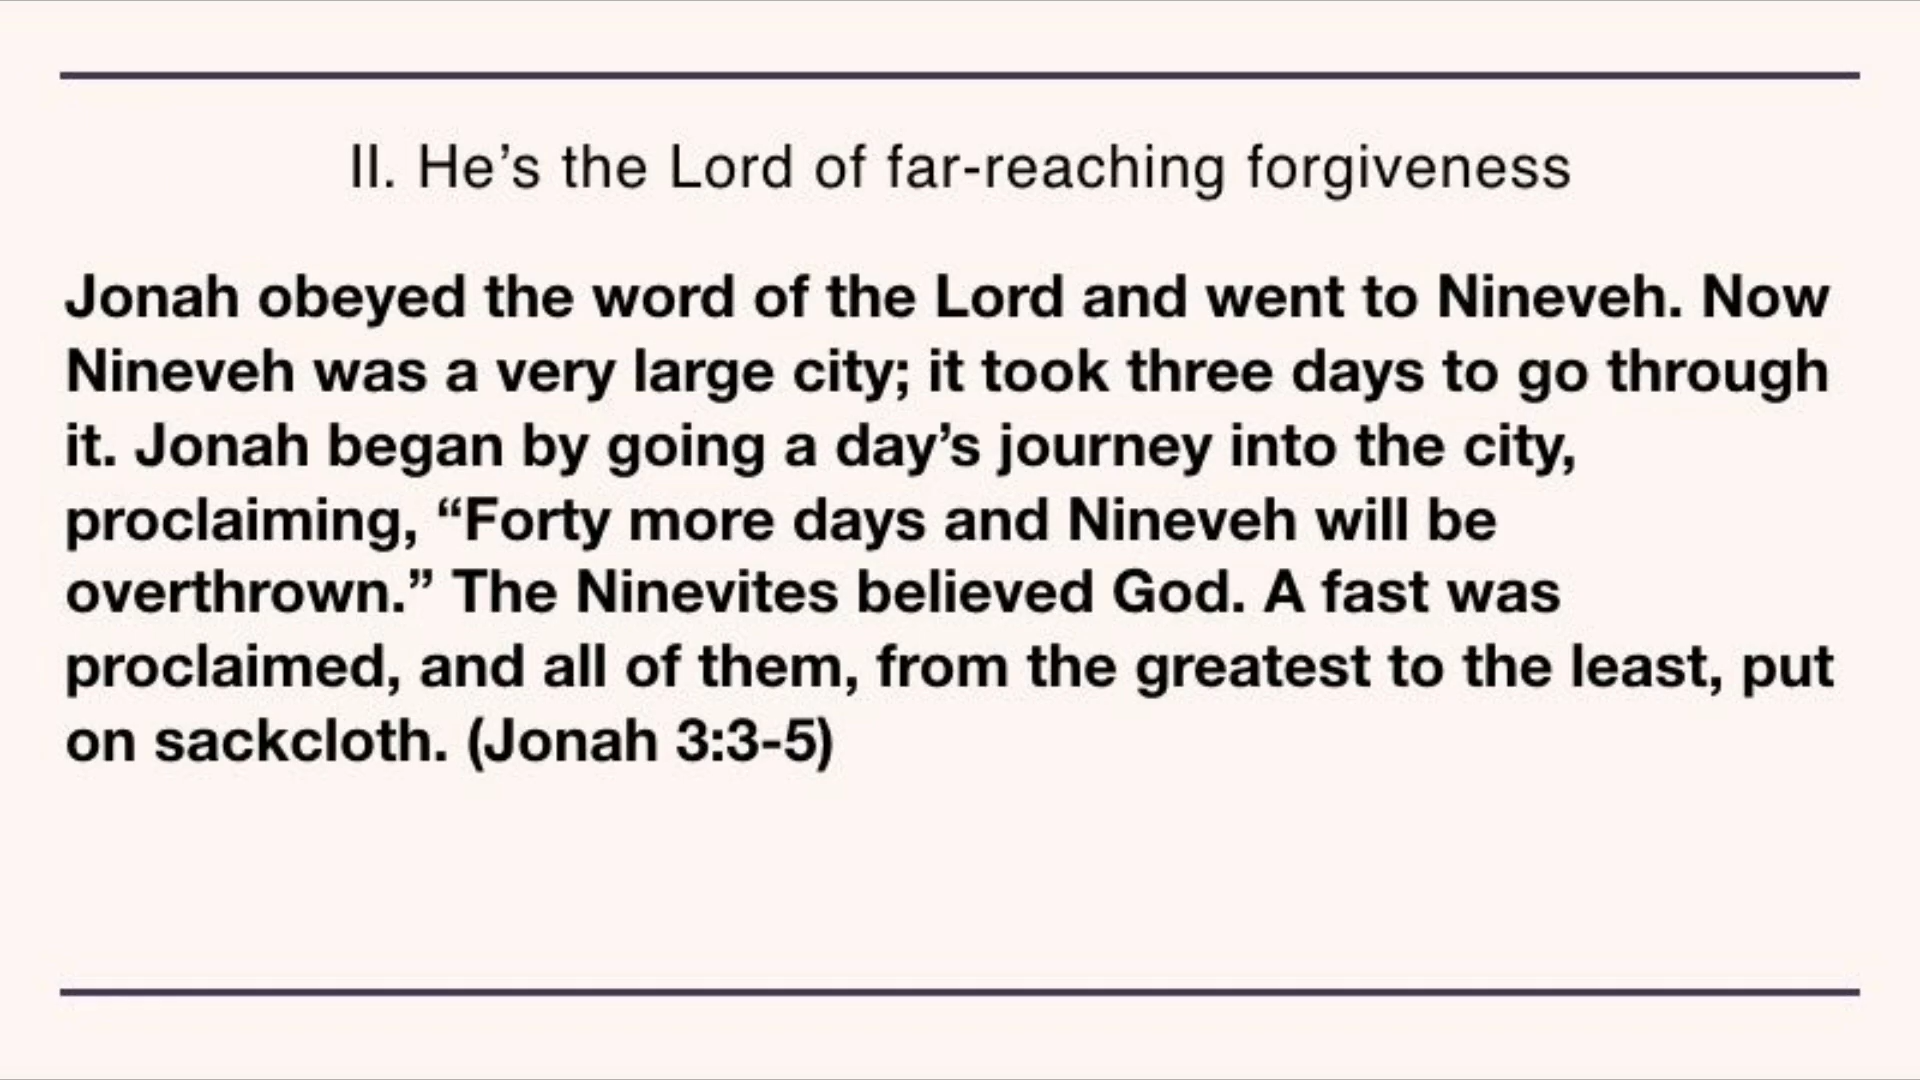 II. He’s the Lord of far-reaching forgiveness
Jonah obeyed the word of the Lord and went to Nineveh. Now
Nineveh was a very large city; it took three days to go through
it. Jonah began by going a day’s journey into the city,
proclaiming, “Forty more days and Nineveh will be
overthrown.” The Ninevites believed God. A fast was
proclaimed, and all of them, from the greatest to the least, put
on sackcloth. (Jonah 3:3-5)